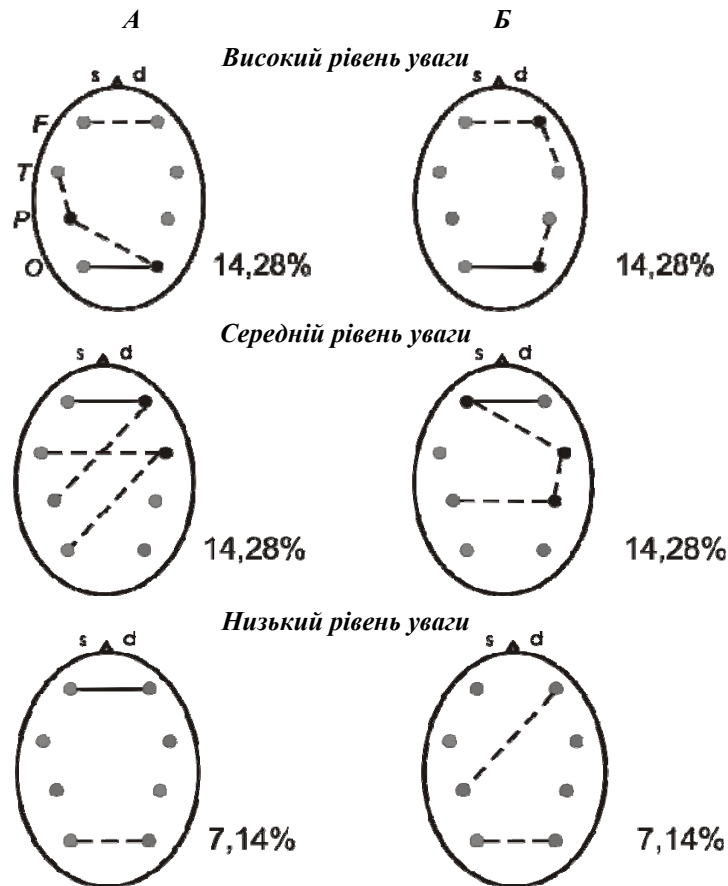 А Б
Високий рівень уваги
s d
F
T
P
O
14,28% 14,28%
Середній рівень уваги
s d s d
14,28% 14,28%
Низький рівень уваги
s d s d
7,14% 7,14%